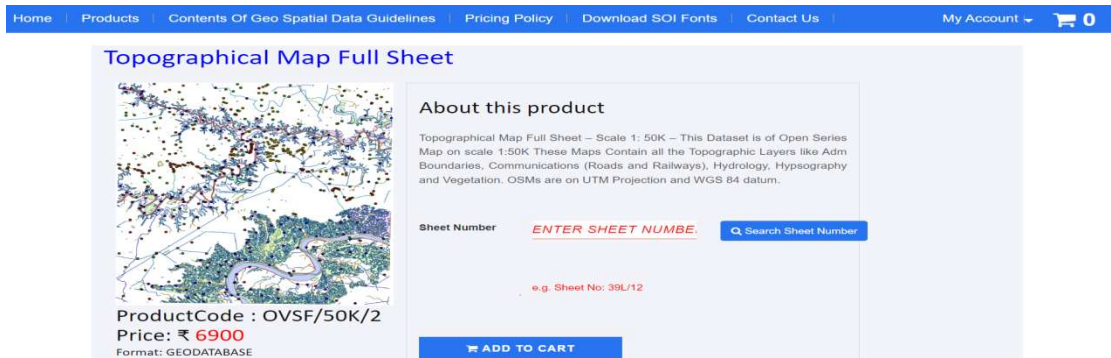 Home Products Contents Of Geo Spatial Data Guidelines Pricing Policy Download SOI Fonts Contact Us My Account 0
Topographical Map Full Sheet
About this product
Topographical Map Full Sheet – Scale 1: 50K – This Dataset is of Open Series
Map on scale 1:50K These Maps Contain all the Topographic Layers like Adm
Boundaries, Communications (Roads and Railways), Hydrology, Hypsography
and Vegetation. OSMs are on UTM Projection and WGS 84 datum.
Sheet Number ENTER SHEET NUMBE Search Sheet Number
e.g. Sheet No: 39L/12
ProductCode : OVSF/50K/2
Price: ₹ 6900
Format: GEODATABASE
ADD TO CART